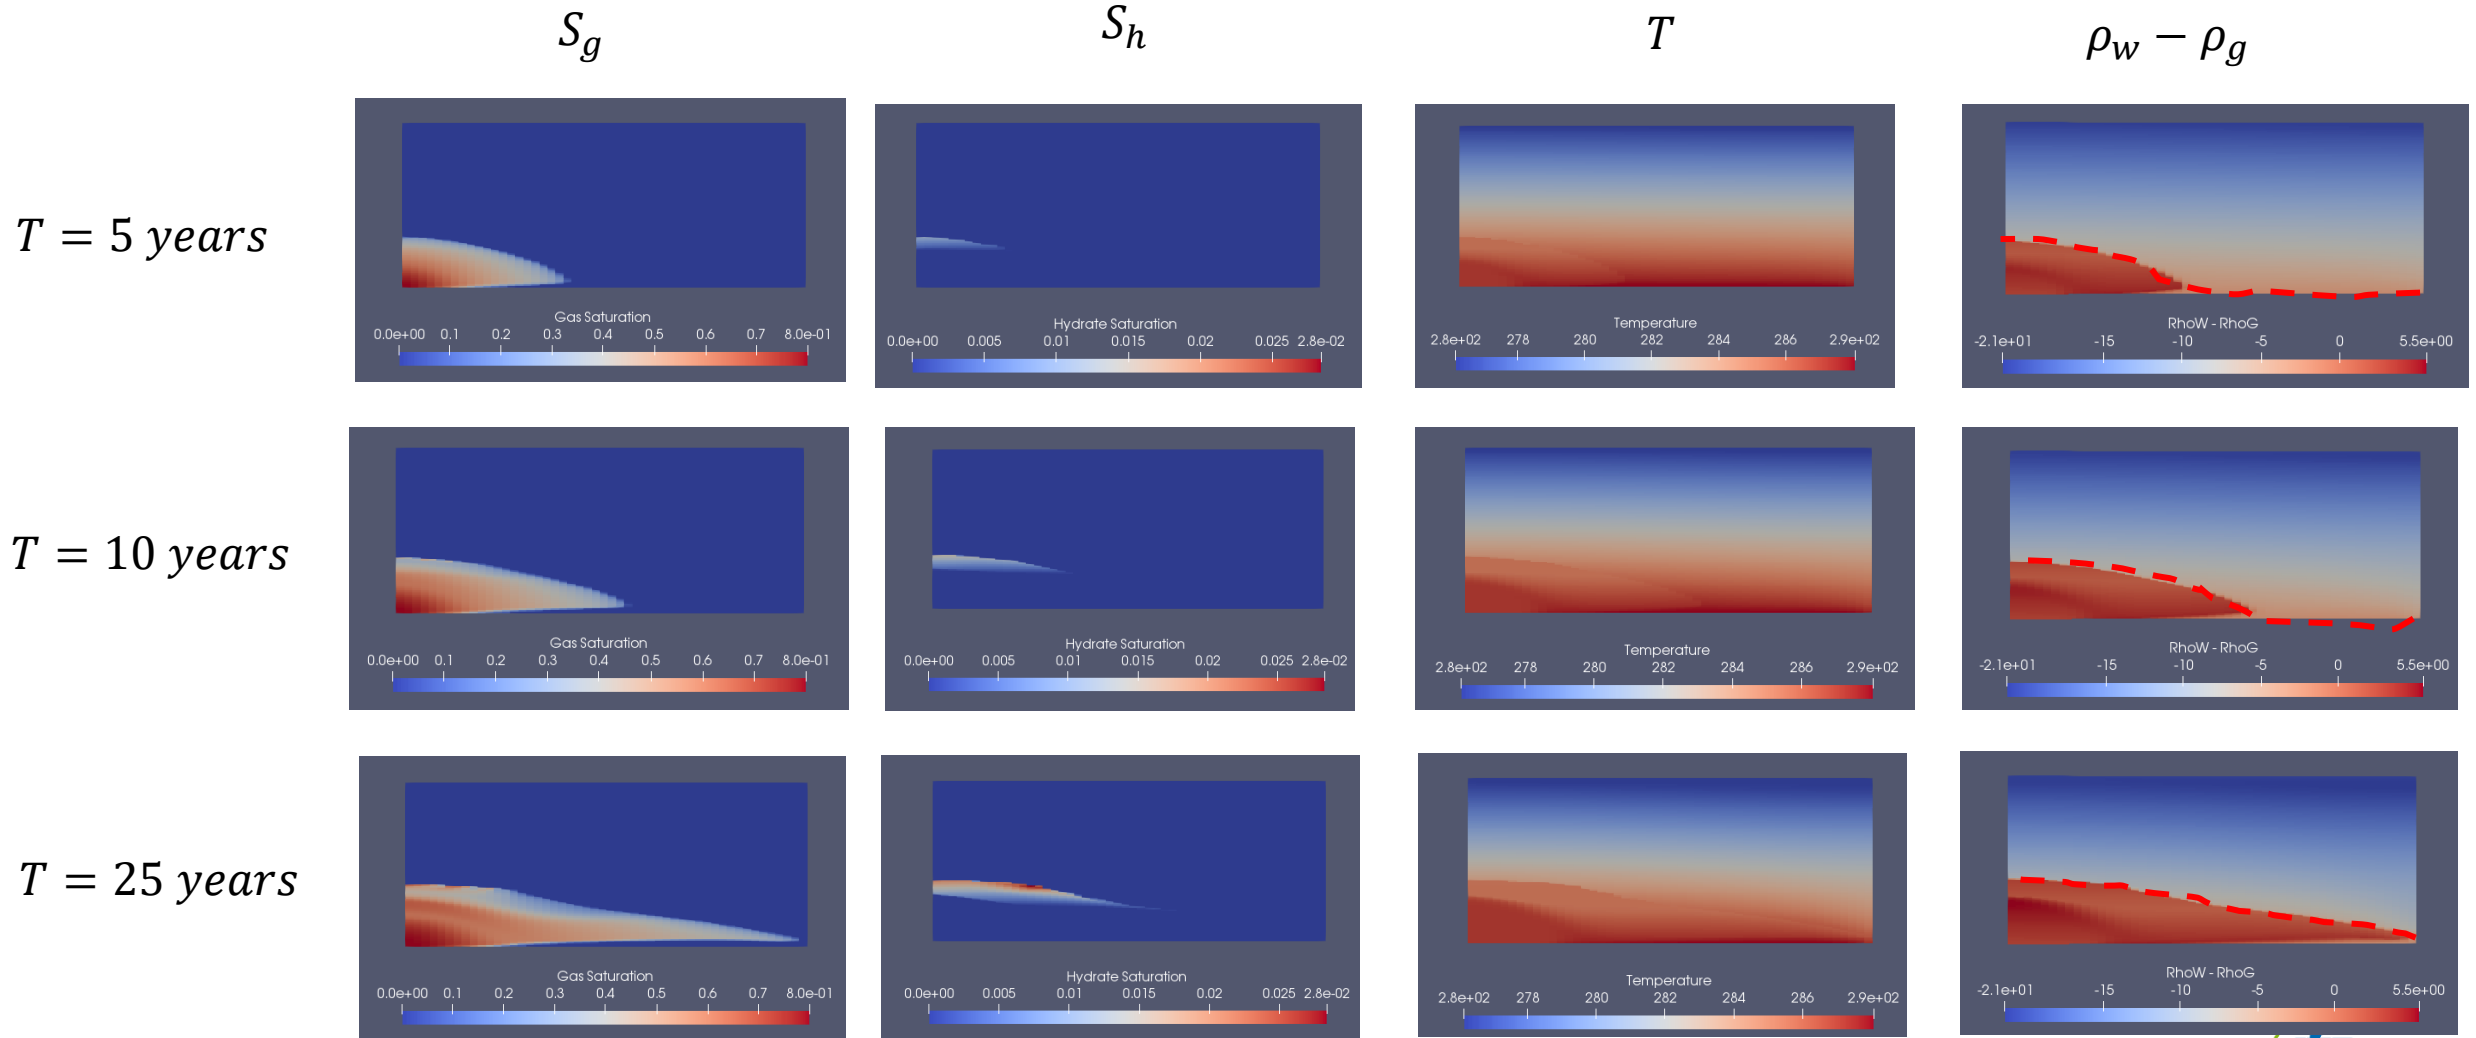 S_g S_h T ρ_w − ρ_g
T = 5 years
Gas Saturation
0.0e+00 0.1 0.2 0.3 0.4 0.5 0.6 0.7 8.0e-01
Hydrate Saturation
0.0e+00 0.005 0.01 0.015 0.02 0.025 2.8e-02
Temperature
2.8e+02 278 280 282 284 286 2.9e+02
RhoW - RhoG
-2.1e+01 -15 -10 -5 0 5.5e+00
T = 10 years
Gas Saturation
0.0e+00 0.1 0.2 0.3 0.4 0.5 0.6 0.7 8.0e-01
Hydrate Saturation
0.0e+00 0.005 0.01 0.015 0.02 0.025 2.8e-02
Temperature
2.8e+02 278 280 282 284 286 2.9e+02
RhoW - RhoG
-2.1e+01 -15 -10 -5 0 5.5e+00
T = 25 years
Gas Saturation
0.0e+00 0.1 0.2 0.3 0.4 0.5 0.6 0.7 8.0e-01
Hydrate Saturation
0.0e+00 0.005 0.01 0.015 0.02 0.025 2.8e-02
Temperature
2.8e+02 278 280 282 284 286 2.9e+02
RhoW - RhoG
-2.1e+01 -15 -10 -5 0 5.5e+00